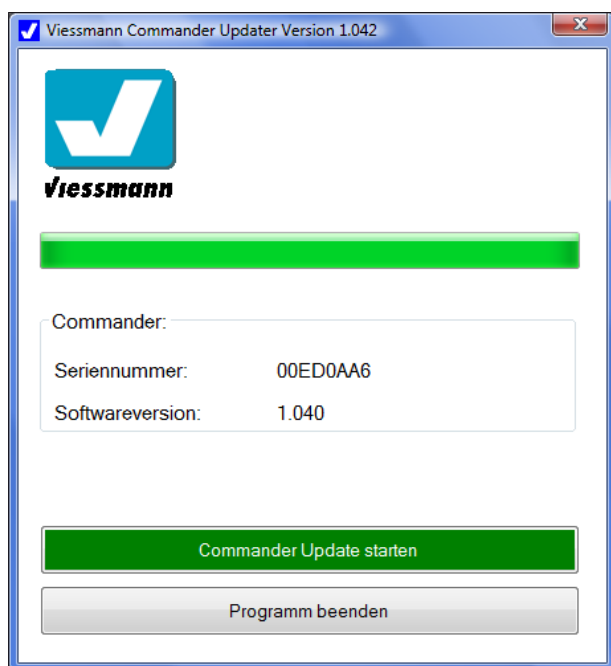 Viessmann Commander Updater Version 1.042
Viessmann
Commander:
Seriennummer: 00ED0AA6
Softwareversion: 1.040
Commander Update starten
Programm beenden